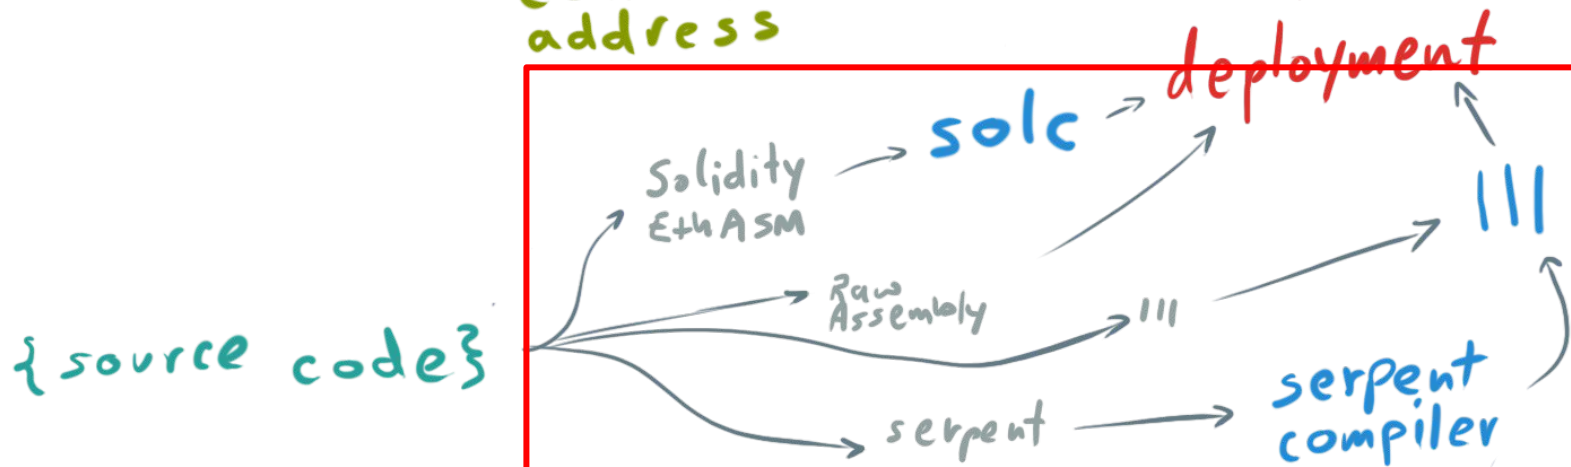 address
deployment
solc
Solidity
EthASM
lll
Raw
Assembly
lll
{source code}
serpent
compiler
serpent